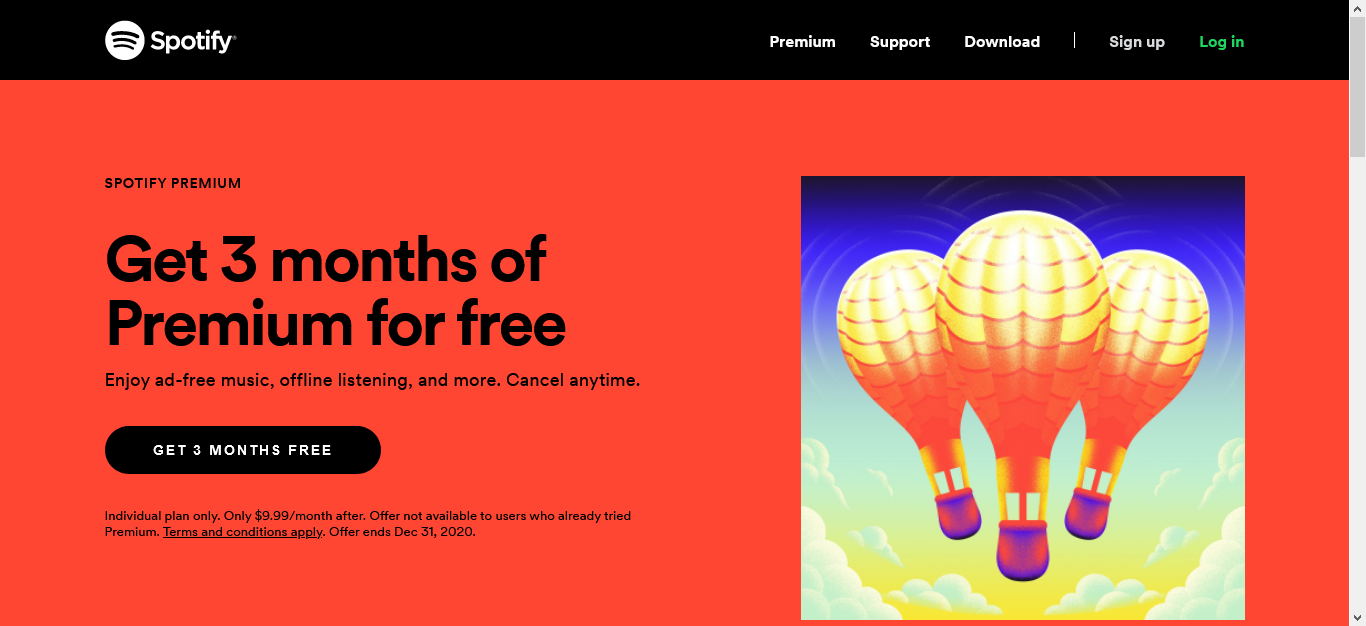 Spotify®
Premium
Support
Download
Sign up
Log in
SPOTIFY PREMIUM
Get 3 months of
Premium for free
Enjoy ad-free music, offline listening, and more. Cancel anytime.
GET 3 MONTHS FREE
Individual plan only. Only $9.99/month after. Offer not available to users who already tried
Premium. Terms and conditions apply. Offer ends Dec 31, 2020.